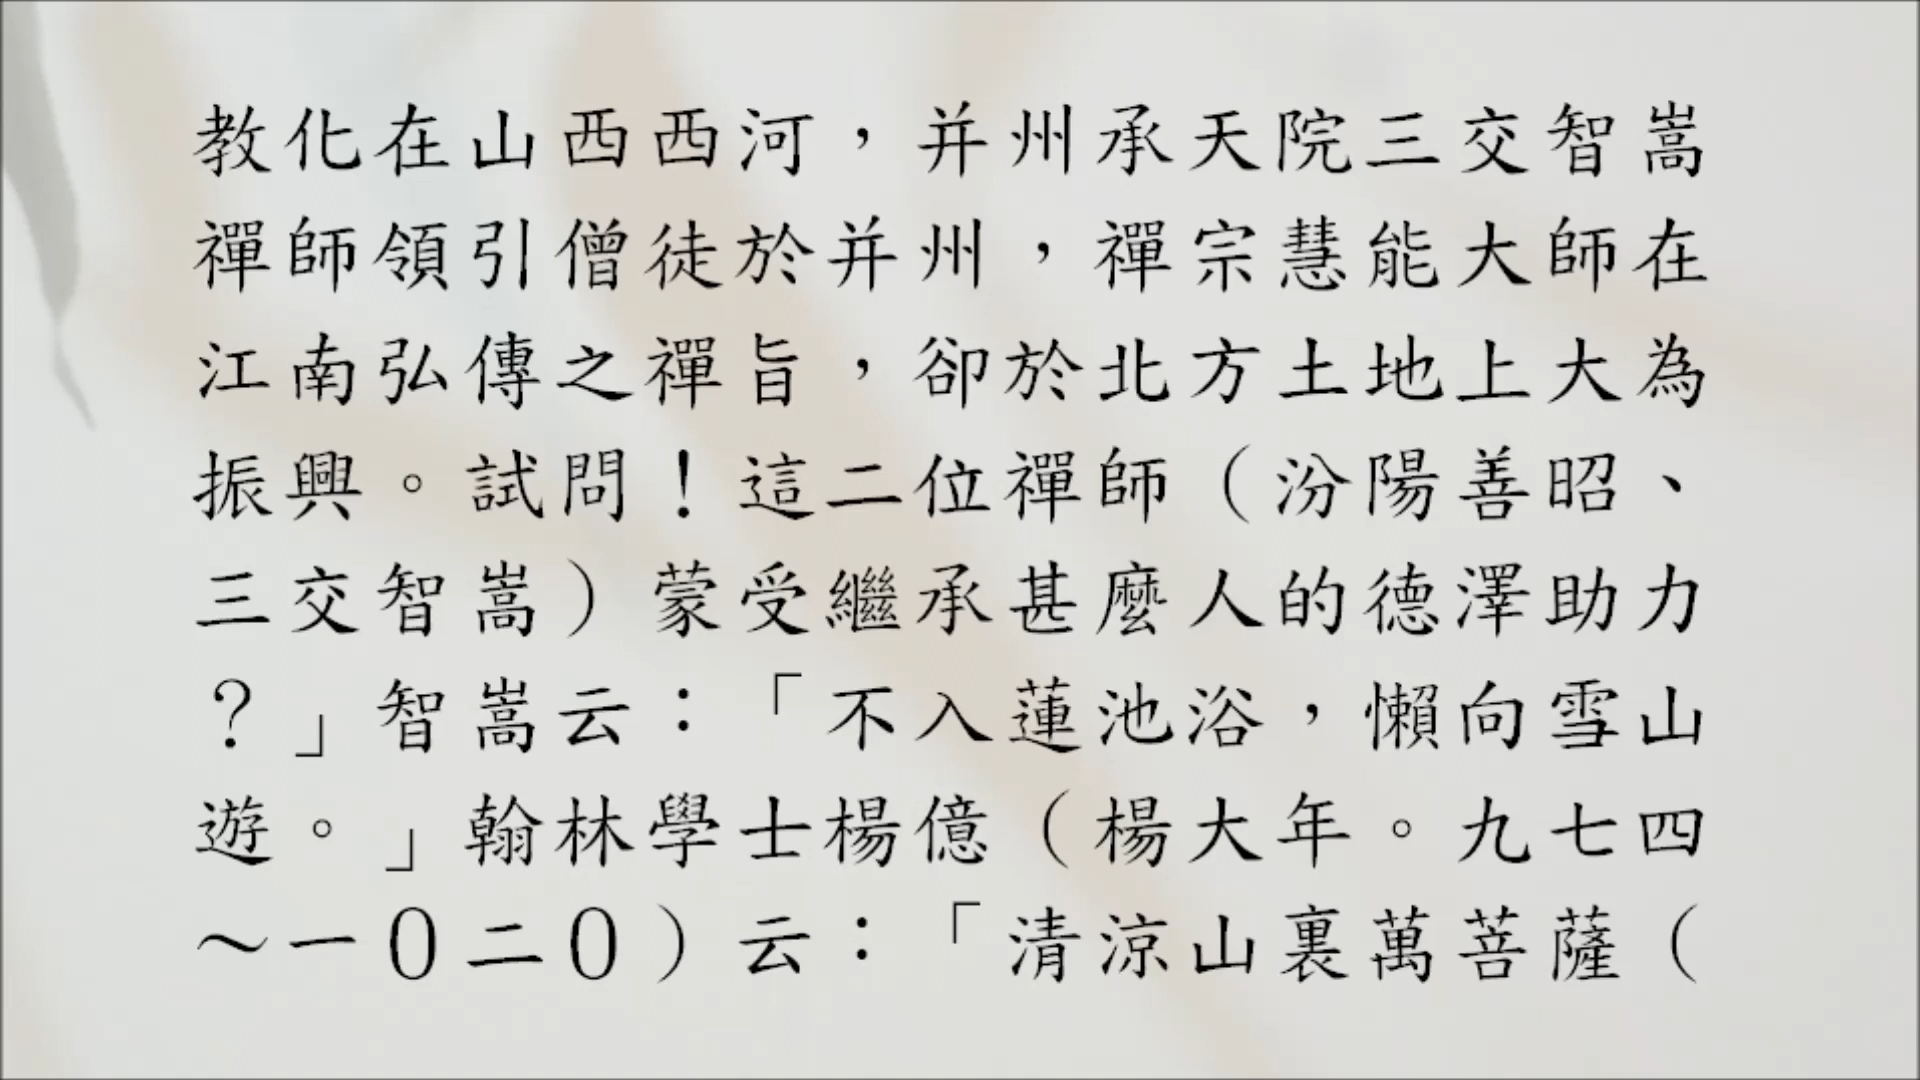 教化在山西西河，并州承天院三交智嵩
禪師領引僧徒於并州，禪宗慧能大師在
江南弘傳之禪旨，卻於北方土地上大為
振興。試問！這二位禪師（汾陽善昭、
三交智嵩）蒙受繼承甚麼人的德澤助力
？」智嵩云：「不入蓮池浴，懶向雪山
遊。」翰林學士楊億（楊大年。九七四
～一０二０）云：「清涼山裏萬菩薩（